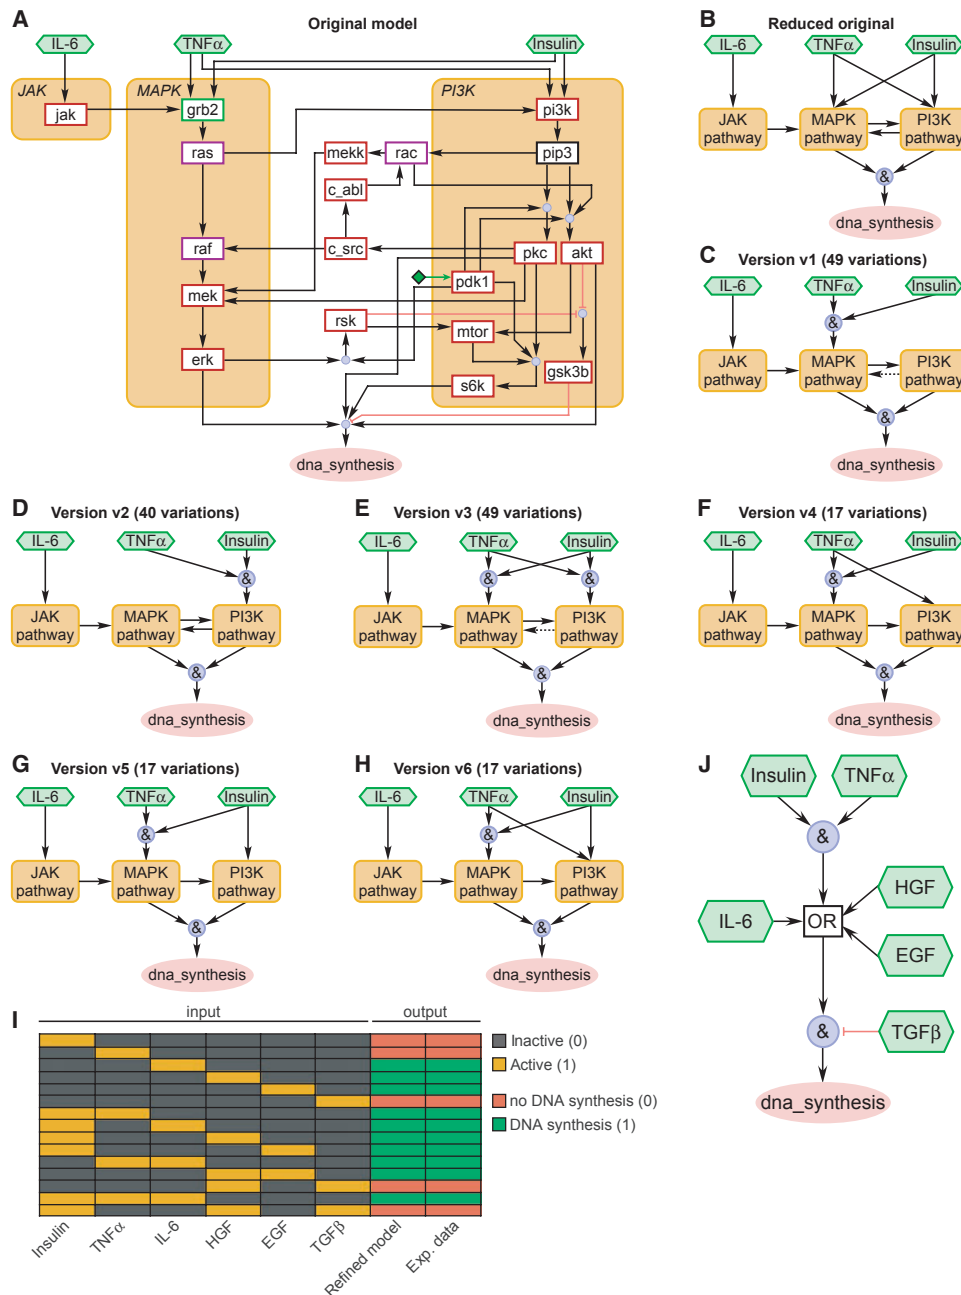 A
Original model
IL-6
TNFα
Insulin
JAK
MAPK
PI3K
jak
grb2
pi3k
ras
mekk
rac
pip3
c_abl
raf
c_src
pkc
akt
pdk1
mek
rsk
mtor
erk
gsk3b
s6k
dna_synthesis
B
Reduced original
IL-6
TNFα
Insulin
JAK
pathway
MAPK
pathway
PI3K
pathway
&
dna_synthesis
C
Version v1 (49 variations)
IL-6
TNFα
Insulin
&
JAK
pathway
MAPK
pathway
PI3K
pathway
&
dna_synthesis
D
Version v2 (40 variations)
IL-6
TNFα
Insulin
&
JAK
pathway
MAPK
pathway
PI3K
pathway
&
dna_synthesis
E
Version v3 (49 variations)
IL-6
TNFα
Insulin
&
&
JAK
pathway
MAPK
pathway
PI3K
pathway
&
dna_synthesis
F
Version v4 (17 variations)
IL-6
TNFα
Insulin
&
JAK
pathway
MAPK
pathway
PI3K
pathway
&
dna_synthesis
G
Version v5 (17 variations)
IL-6
TNFα
Insulin
&
JAK
pathway
MAPK
pathway
PI3K
pathway
&
dna_synthesis
H
Version v6 (17 variations)
IL-6
TNFα
Insulin
&
JAK
pathway
MAPK
pathway
PI3K
pathway
&
dna_synthesis
I
input
output
Inactive (0)
Active (1)
no DNA synthesis (0)
DNA synthesis (1)
Insulin
TNFα
IL-6
HGF
EGF
TGFβ
Refined model
Exp. data
J
Insulin
TNFα
&
HGF
IL-6
OR
EGF
&
TGFβ
dna_synthesis